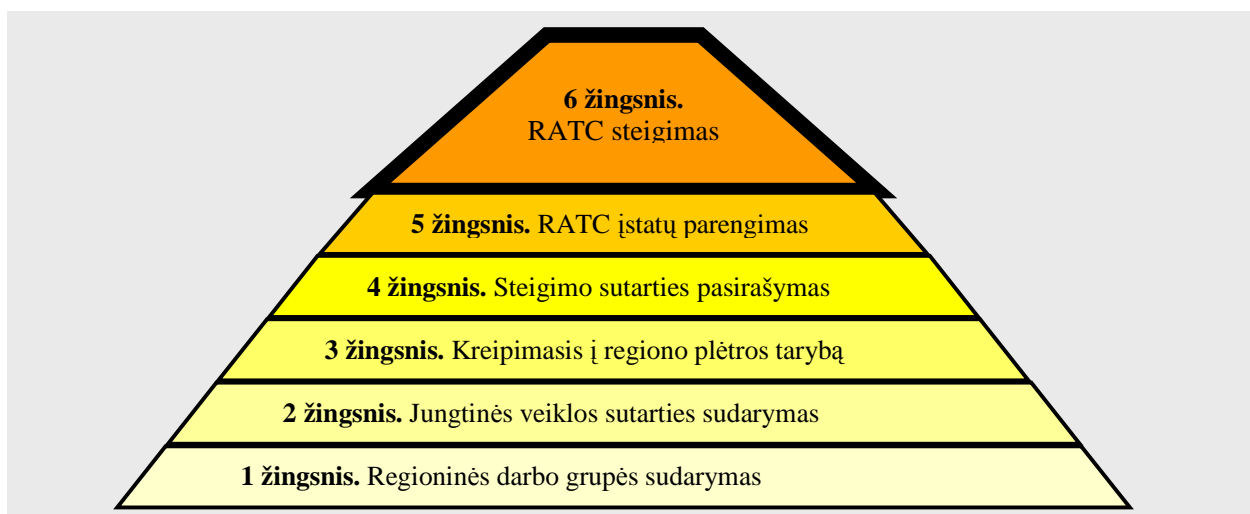 6 žingsnis.
RATC steigimas
5 žingsnis. RATC įstatų parengimas
4 žingsnis. Steigimo sutarties pasirašymas
3 žingsnis. Kreipimasis į regiono plėtros tarybą
2 žingsnis. Jungtinės veiklos sutarties sudarymas
1 žingsnis. Regioninės darbo grupės sudarymas